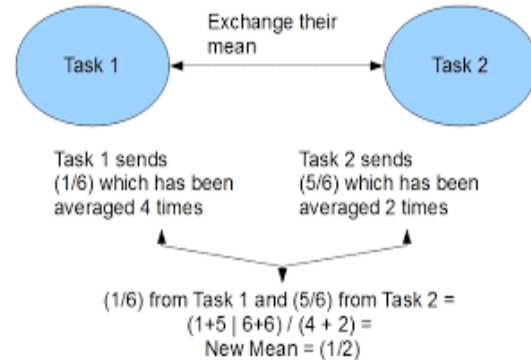 Exchange their
mean
Task 1
Task 2
Task 1 sends
(1/6) which has been
averaged 4 times
Task 2 sends
(5/6) which has been
averaged 2 times
(1/6) from Task 1 and (5/6) from Task 2 =
(1+5 | 6+6) / (4 + 2) =
New Mean = (1/2)